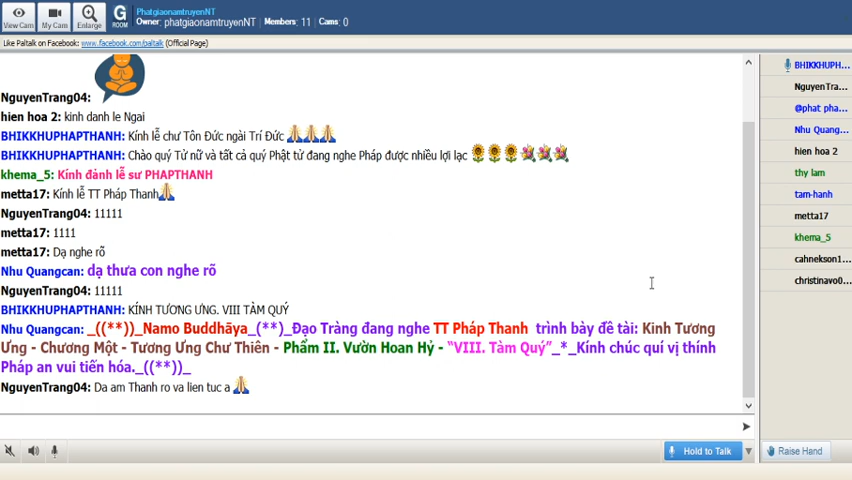 PhatgiaonamtruyenNT
Owner: phatgiaonamtruyenNT Members: 11 Cams: 0
View Cam My Cam Enlarge G ROOM
Like Paltalk on Facebook: www.facebook.com/paltalk (Official Page)
NguyenTrang04:
hien hoa 2: kinh danh le Ngai
BHIKKHUPHAPTHANH: Kính lễ chư Tôn Đức ngài Trí Đức
BHIKKHUPHAPTHANH: Chào quý Tử nữ và tất cả quý Phật tử đang nghe Pháp được nhiều lợi lạc
khema_5: Kính đảnh lễ sư PHAPTHANH
metta17: Kính lễ TT Pháp Thanh
NguyenTrang04: 11111
metta17: 1111
metta17: Dạ nghe rõ
Nhu Quangcan: dạ thưa con nghe rõ
NguyenTrang04: 11111
BHIKKHUPHAPTHANH: KÍNH TƯƠNG ƯNG. VIII TÀM QUÝ
Nhu Quangcan: _((**))_Namo Buddhāya_(**)_Đạo Tràng đang nghe TT Pháp Thanh trình bày đề tài: Kinh Tương
Ưng - Chương Một - Tương Ưng Chư Thiên - Phẩm II. Vườn Hoan Hỷ - “VIII. Tàm Quý”_*_Kính chúc quí vị thính
Pháp an vui tiến hóa._((**))_
NguyenTrang04: Da am Thanh ro va lien tuc a
BHIKKHUPH...
NguyenTra...
@phat pha...
Nhu Quang...
hien hoa 2
thy lam
tam-hanh
metta17
khema_5
cahnekson1...
christinavo0...
Hold to Talk
Raise Hand